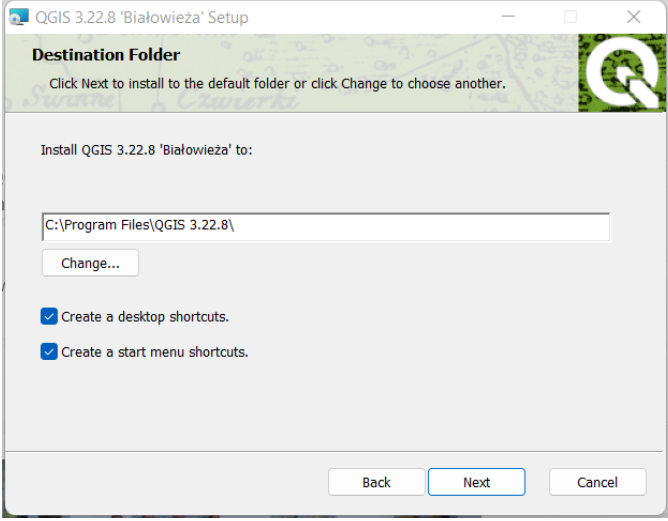 QGIS 3.22.8 'Białowieża' Setup
Destination Folder
Click Next to install to the default folder or click Change to choose another.
Swinne Czwierki
Install QGIS 3.22.8 'Białowieża' to:
C:\Program Files\QGIS 3.22.8\
Change...
Create a desktop shortcuts.
Create a start menu shortcuts.
Back Next Cancel